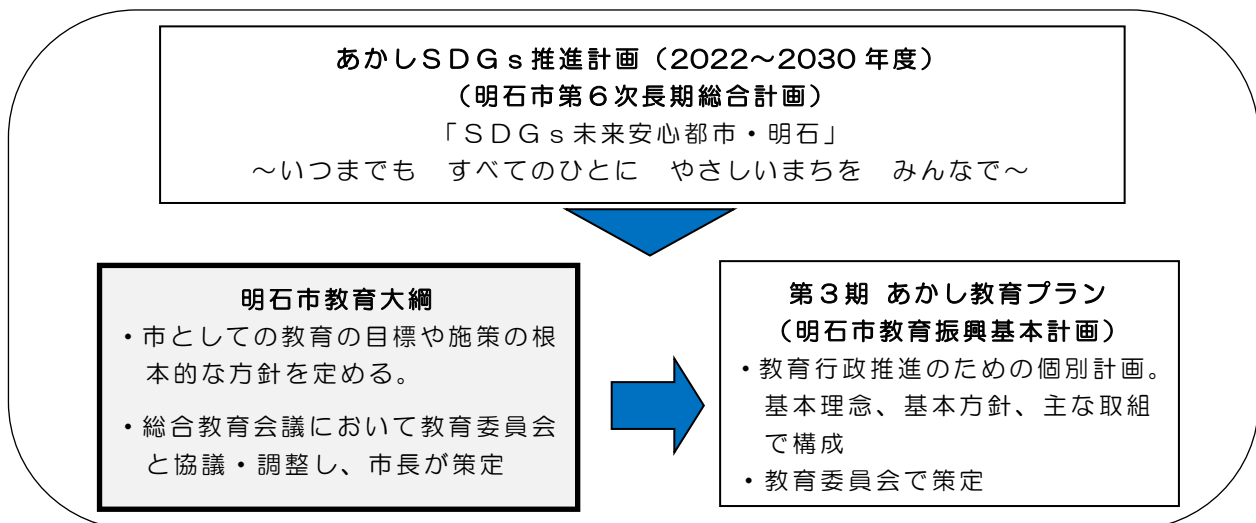 あかしＳＤＧｓ推進計画（2022～2030 年度）
（明石市第６次長期総合計画）
「ＳＤＧｓ未来安心都市・明石」
～いつまでも　すべてのひとに　やさしいまちを　みんなで～
明石市教育大綱
・市としての教育の目標や施策の根
本的な方針を定める。
・総合教育会議において教育委員会
と協議・調整し、市長が策定
第３期 あかし教育プラン
（明石市教育振興基本計画）
・教育行政推進のための個別計画。
基本理念、基本方針、主な取組
で構成
・教育委員会で策定